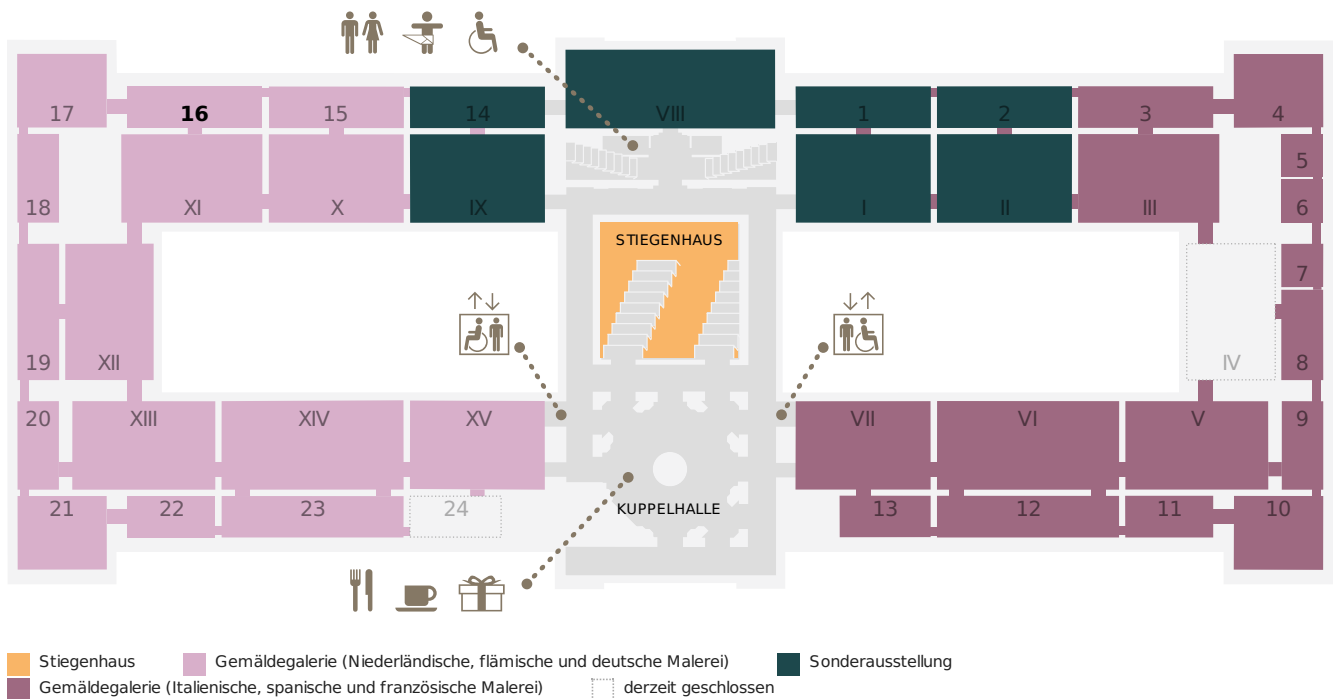 17 16 15 14 VIII 1 2 3 4
5
18 XI X IX I II III 6
STIEGENHAUS
7
19 XII IV 8
20 XIII XIV XV VII VI V 9
21 22 23 24 KUPPELHALLE 13 12 11 10
Stiegenhaus Gemäldegalerie (Niederländische, flämische und deutsche Malerei) Sonderausstellung
Gemäldegalerie (Italienische, spanische und französische Malerei) derzeit geschlossen